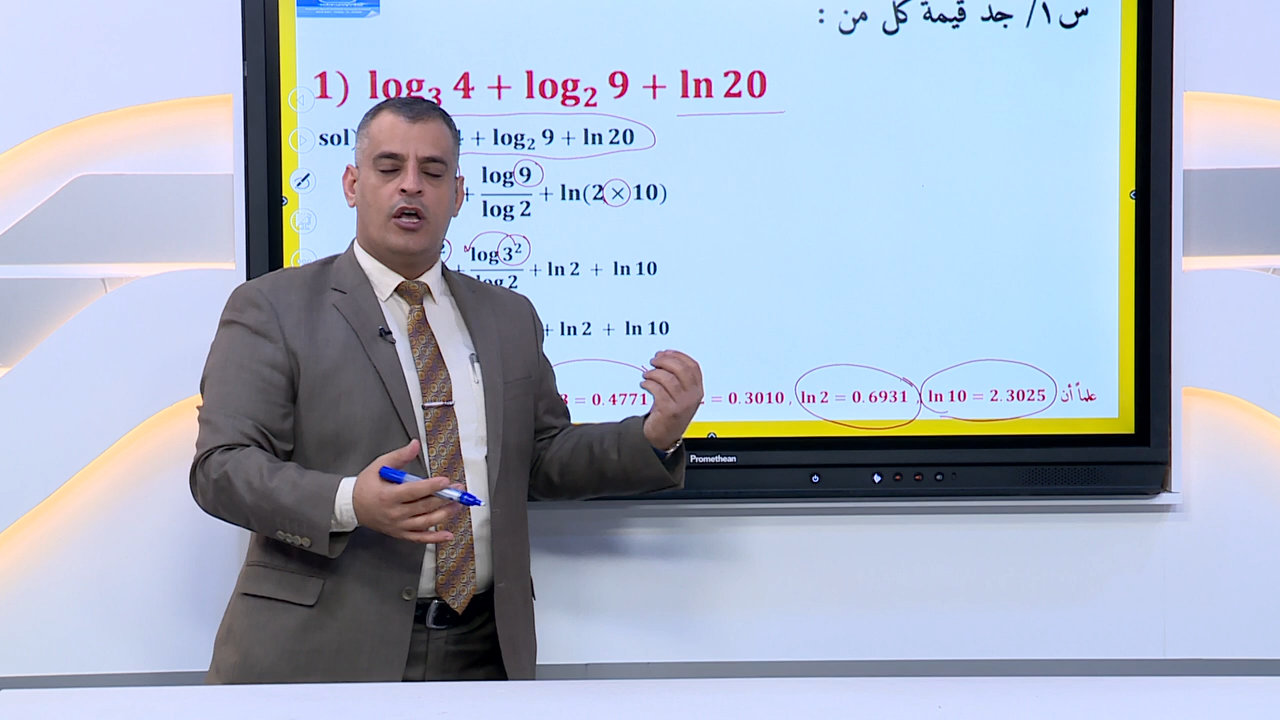 س١/ جد قيمة كل من :
1) log₃ 4 + log₂ 9 + ln 20
sol) + log₂ 9 + ln 20
+ log 9 / log 2 + ln(2 × 10)
+ log 3² / log 2 + ln 2 + ln 10
+ ln 2 + ln 10
علماً أن ln 10 = 2.3025 , ln 2 = 0.6931 , = 0.3010 3 = 0.4771
Promethean